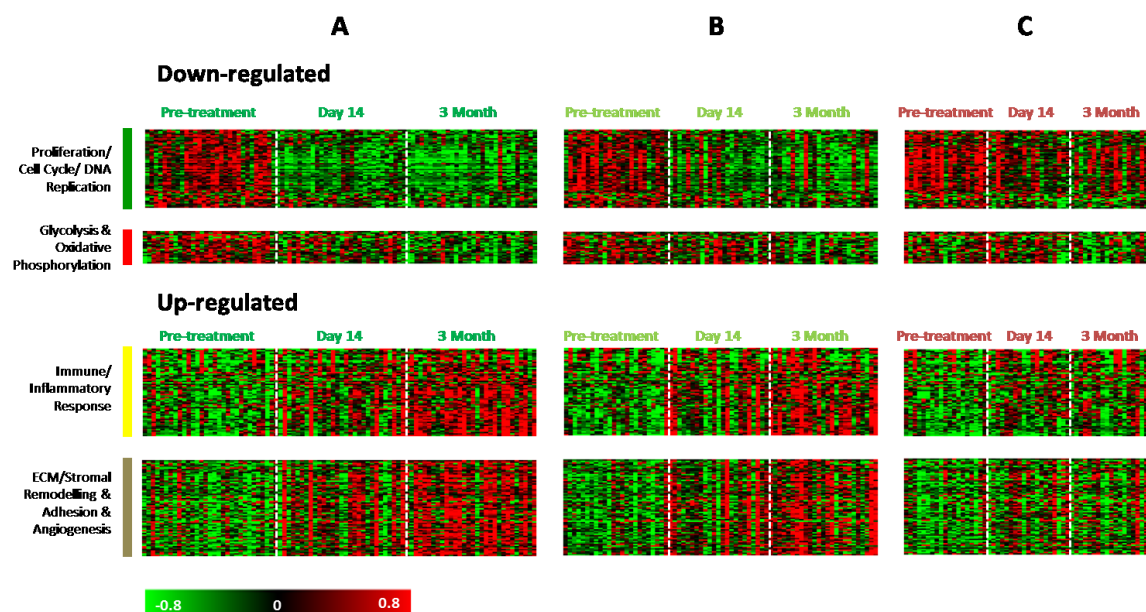 A B C
Down-regulated
Pre-treatment Day 14 3 Month Pre-treatment Day 14 3 Month Pre-treatment Day 14 3 Month
Proliferation/
Cell Cycle/ DNA
Replication
Glycolysis &
Oxidative
Phosphorylation
Up-regulated
Pre-treatment Day 14 3 Month Pre-treatment Day 14 3 Month Pre-treatment Day 14 3 Month
Immune/
Inflammatory
Response
ECM/Stromal
Remodelling &
Adhesion &
Angiogenesis
-0.8 0 0.8